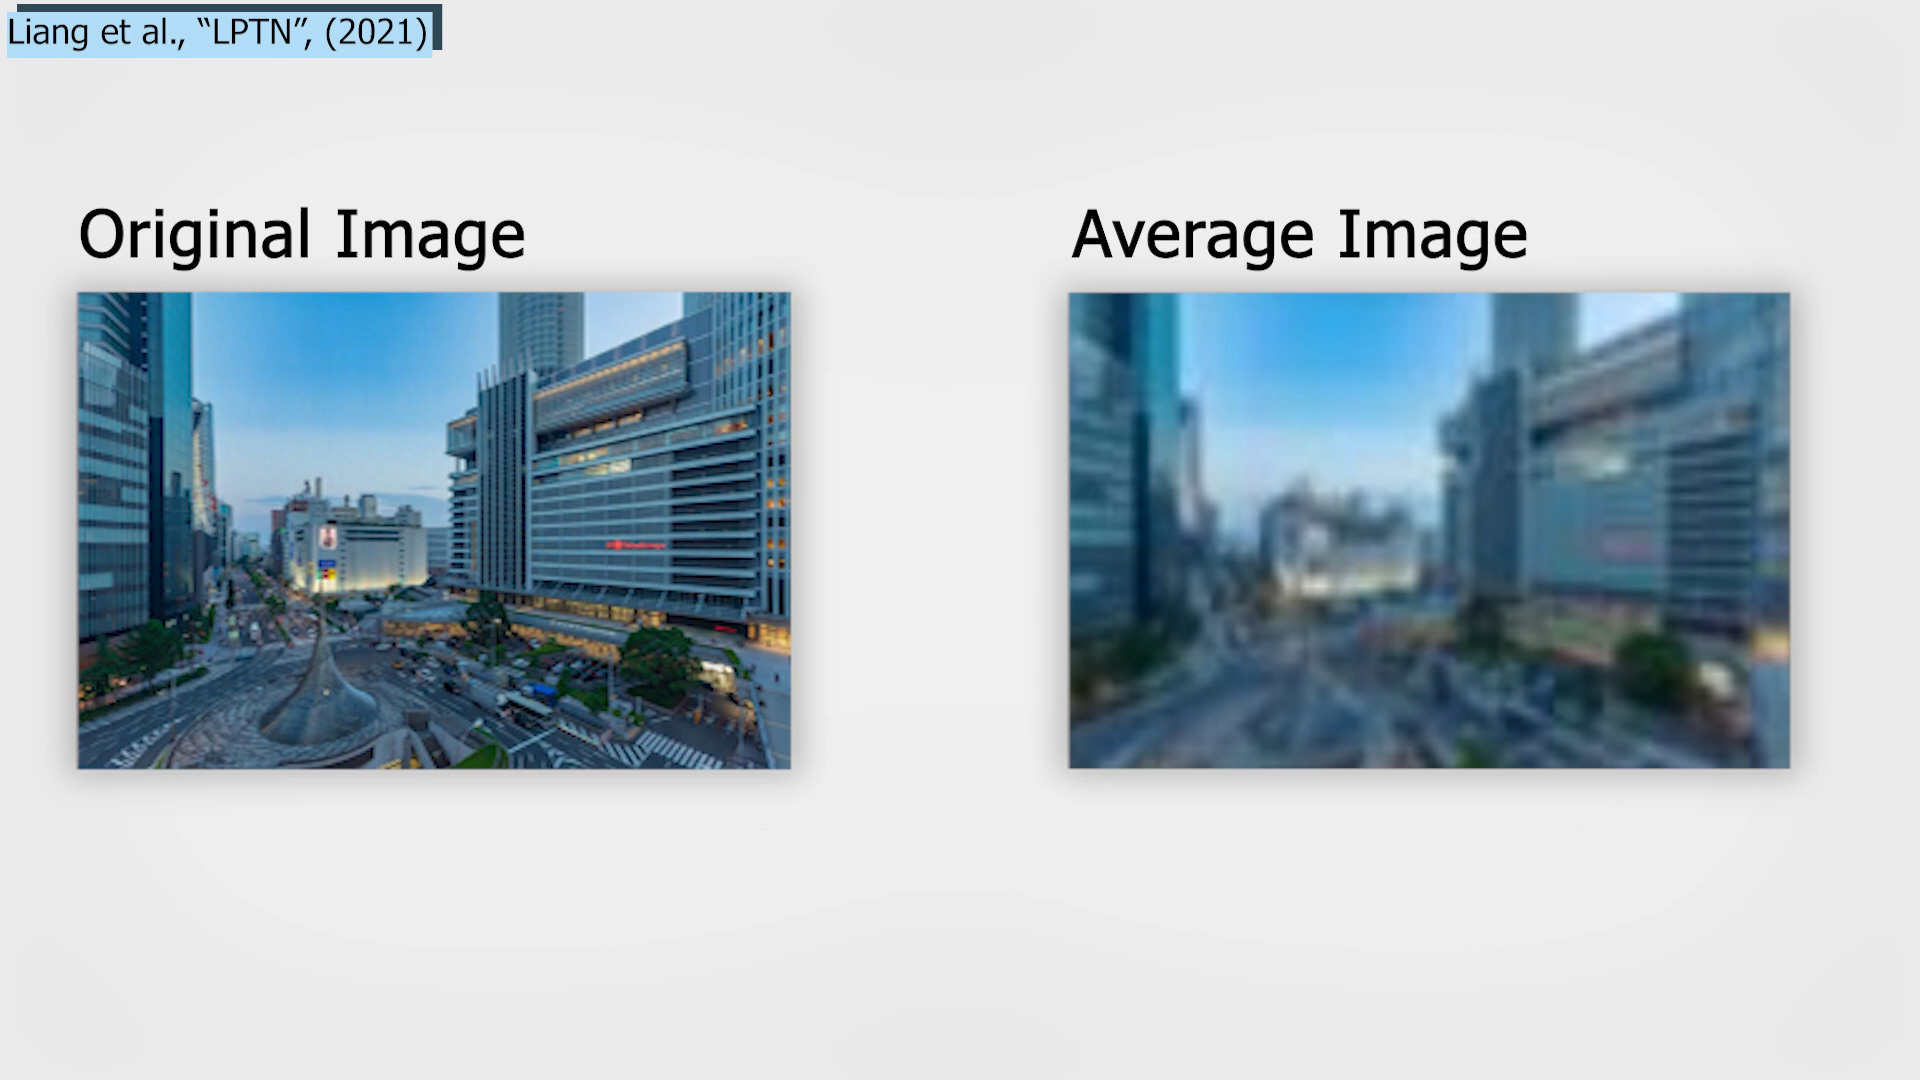 Liang et al., “LPTN”, (2021)
Original Image
Average Image